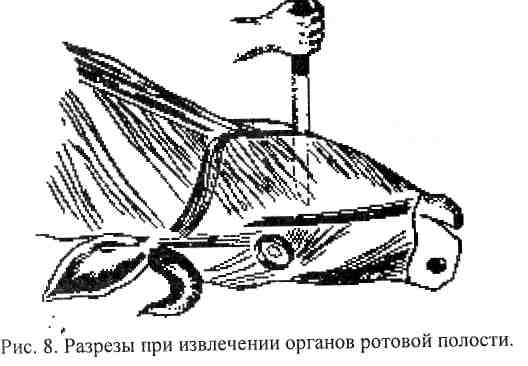 Рис. 8. Разрезы при извлечении органов ротовой полости.